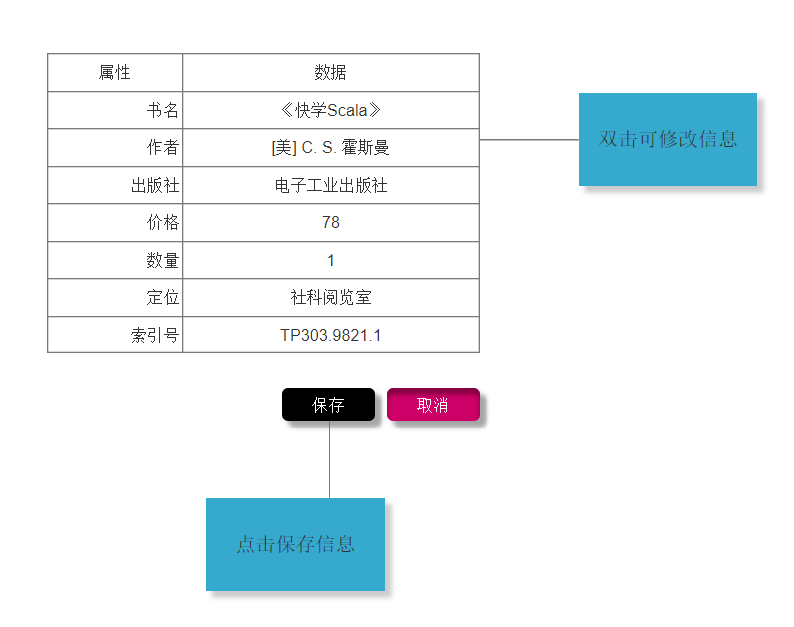 属性 数据
书名 《快学Scala》
作者 [美] C. S. 霍斯曼
双击可修改信息
出版社 电子工业出版社
价格 78
数量 1
定位 社科阅览室
索引号 TP303.9821.1
保存 取消
点击保存信息